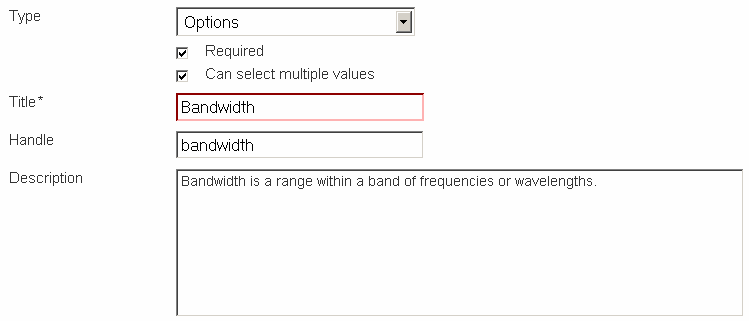 Type Options
Required
Can select multiple values
Title* Bandwidth
Handle bandwidth
Description Bandwidth is a range within a band of frequencies or wavelengths.